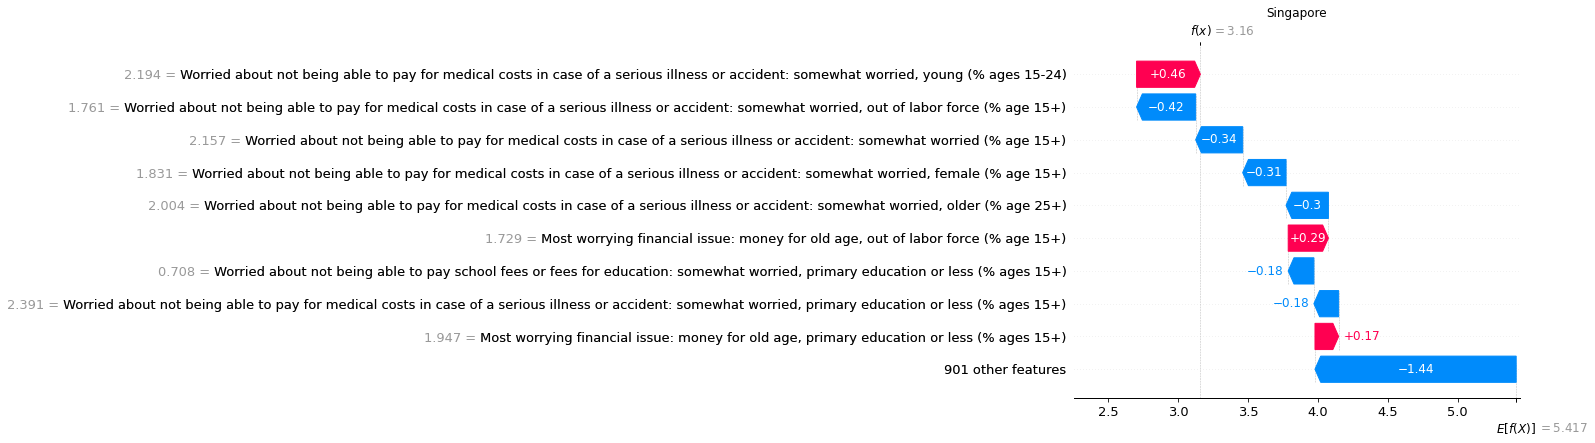 Singapore
f(x) = 3.16
2.194 = Worried about not being able to pay for medical costs in case of a serious illness or accident: somewhat worried, young (% ages 15-24) +0.46
1.761 = Worried about not being able to pay for medical costs in case of a serious illness or accident: somewhat worried, out of labor force (% age 15+) −0.42
2.157 = Worried about not being able to pay for medical costs in case of a serious illness or accident: somewhat worried (% age 15+) −0.34
1.831 = Worried about not being able to pay for medical costs in case of a serious illness or accident: somewhat worried, female (% age 15+) −0.31
2.004 = Worried about not being able to pay for medical costs in case of a serious illness or accident: somewhat worried, older (% age 25+) −0.3
1.729 = Most worrying financial issue: money for old age, out of labor force (% age 15+) +0.29
0.708 = Worried about not being able to pay school fees or fees for education: somewhat worried, primary education or less (% ages 15+) −0.18
2.391 = Worried about not being able to pay for medical costs in case of a serious illness or accident: somewhat worried, primary education or less (% ages 15+) −0.18
1.947 = Most worrying financial issue: money for old age, primary education or less (% ages 15+) +0.17
901 other features −1.44
2.5 3.0 3.5 4.0 4.5 5.0
E[f(X)] = 5.417